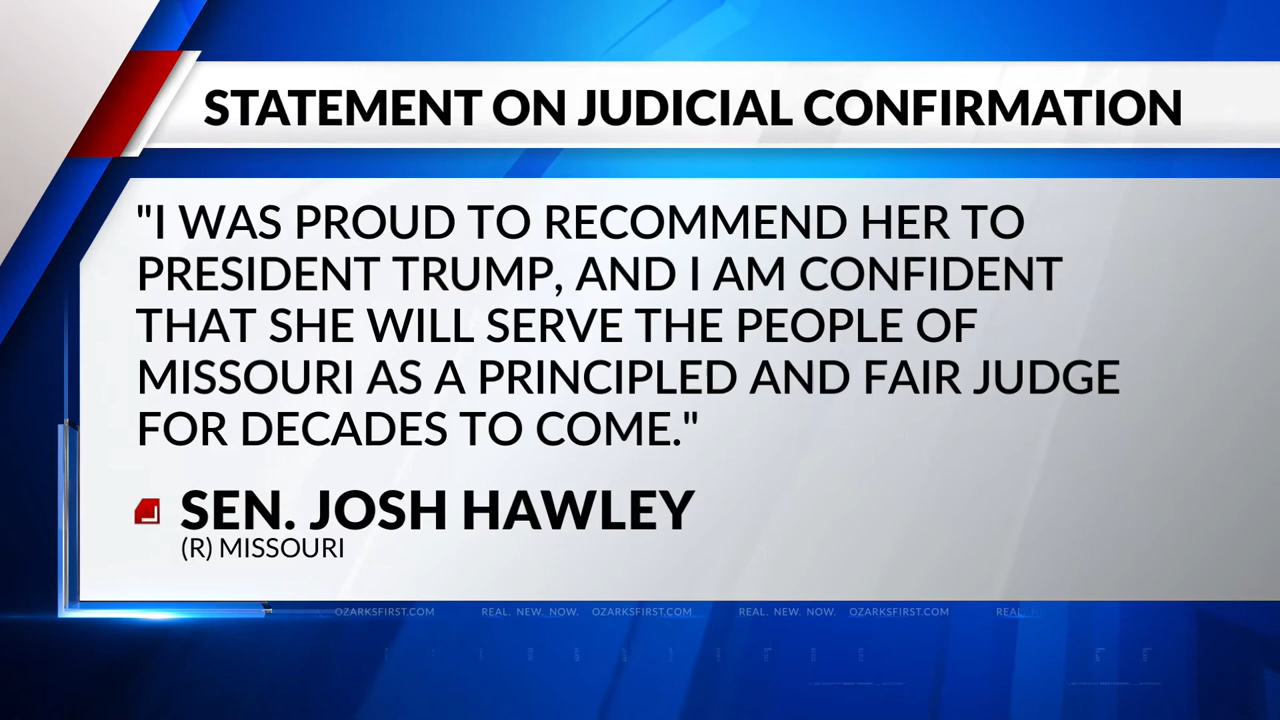 STATEMENT ON JUDICIAL CONFIRMATION
"I WAS PROUD TO RECOMMEND HER TO
PRESIDENT TRUMP, AND I AM CONFIDENT
THAT SHE WILL SERVE THE PEOPLE OF
MISSOURI AS A PRINCIPLED AND FAIR JUDGE
FOR DECADES TO COME."
SEN. JOSH HAWLEY
(R) MISSOURI
OZARKSFIRST.COM REAL. NEW. NOW. OZARKSFIRST.COM REAL. NEW. NOW. OZARKSFIRST.COM REAL.